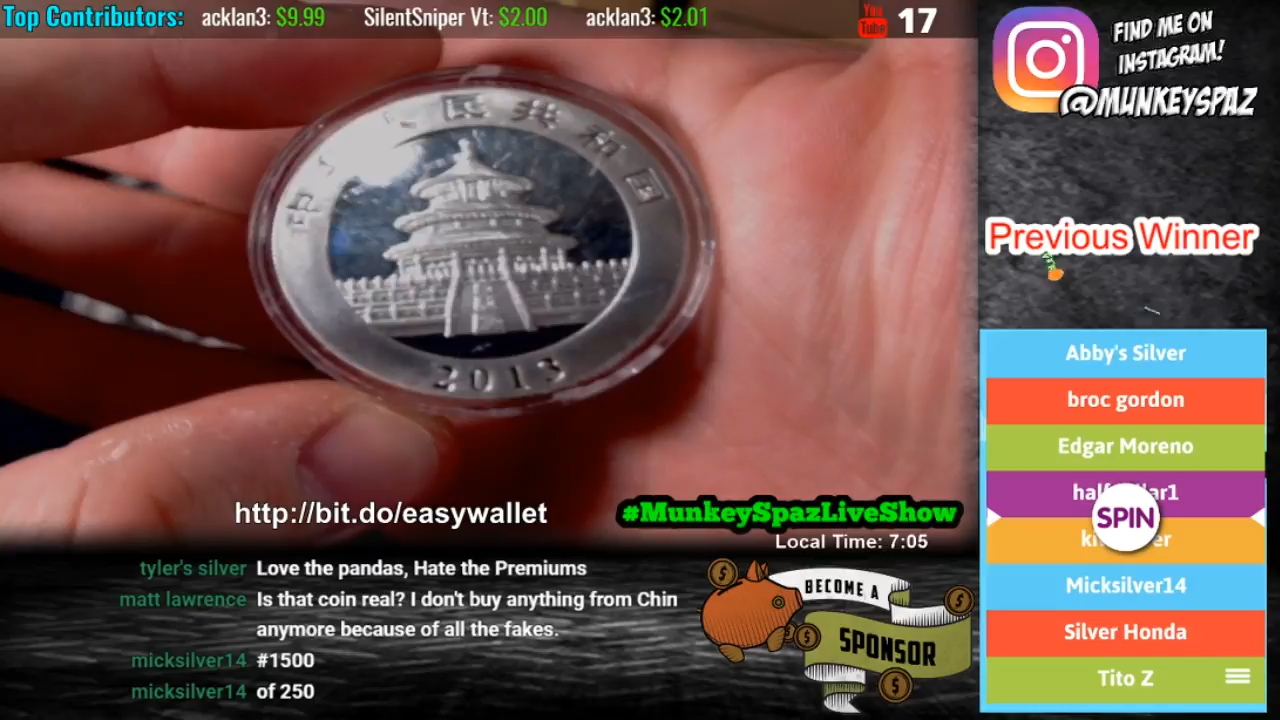 Top Contributors: acklan3: $9.99 SilentSniper Vt: $2.00 acklan3: $2.01
You Tube 17
FIND ME ON INSTAGRAM!
@MUNKEYSPAZ
民共和国
2013
Previous Winner
Abby's Silver
broc gordon
Edgar Moreno
SPIN
Micksilver14
Silver Honda
Tito Z
http://bit.do/easywallet
#MunkeySpazLiveShow
Local Time: 7:05
tyler's silver Love the pandas, Hate the Premiums
matt lawrence Is that coin real? I don't buy anything from Chin
anymore because of all the fakes.
micksilver14 #1500
micksilver14 of 250
BECOME A
SPONSOR